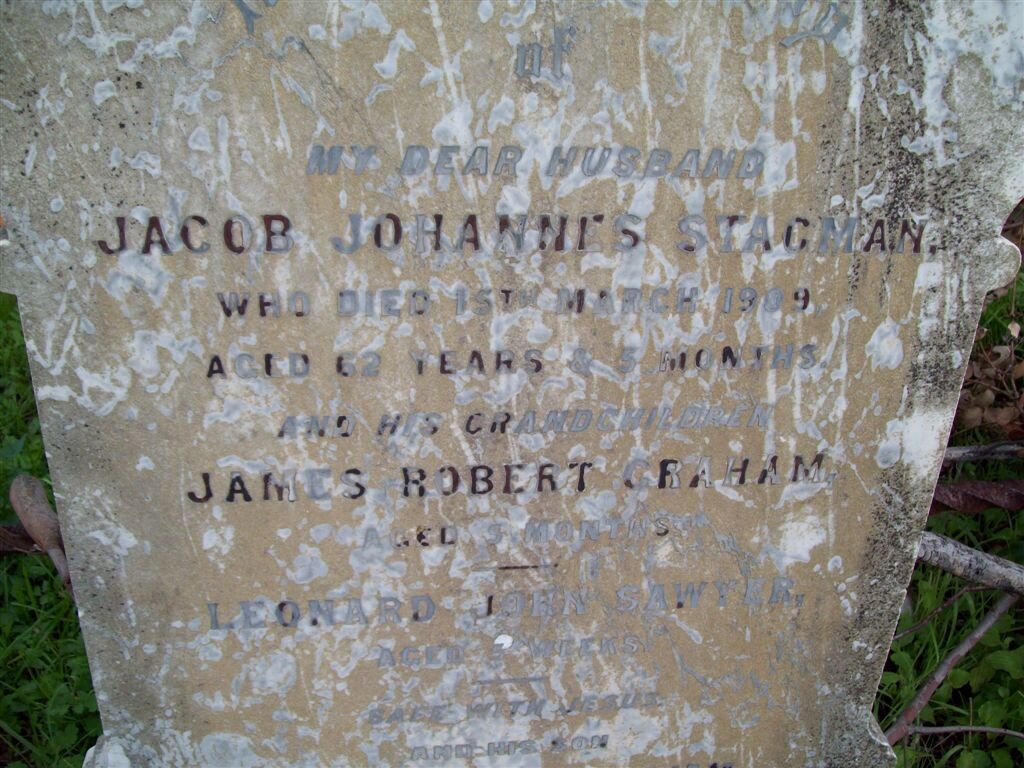 of
MY DEAR HUSBAND
JACOB JOHANNES STAGMAN,
WHO DIED 15TH MARCH 1909,
AGED 62 YEARS & 5 MONTHS.
AND HIS GRANDCHILDREN
JAMES ROBERT GRAHAM,
AGED MONTHS
LEONARD JOHN SAWYER,
AGED WEEKS
SAFE WITH JESUS.
AND HIS SON